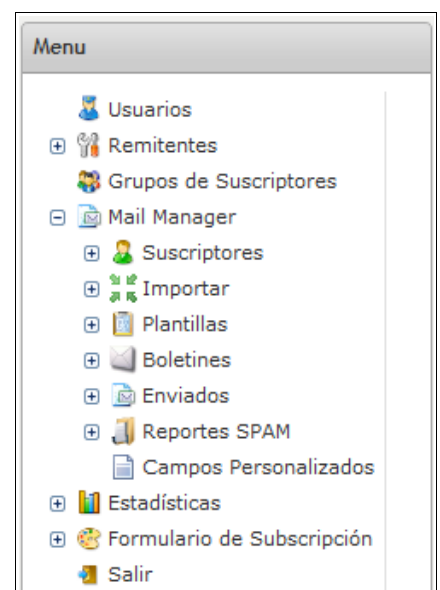 Menu
Usuarios
Remitentes
Grupos de Suscriptores
Mail Manager
Suscriptores
Importar
Plantillas
Boletines
Enviados
Reportes SPAM
Campos Personalizados
Estadísticas
Formulario de Subscripción
Salir